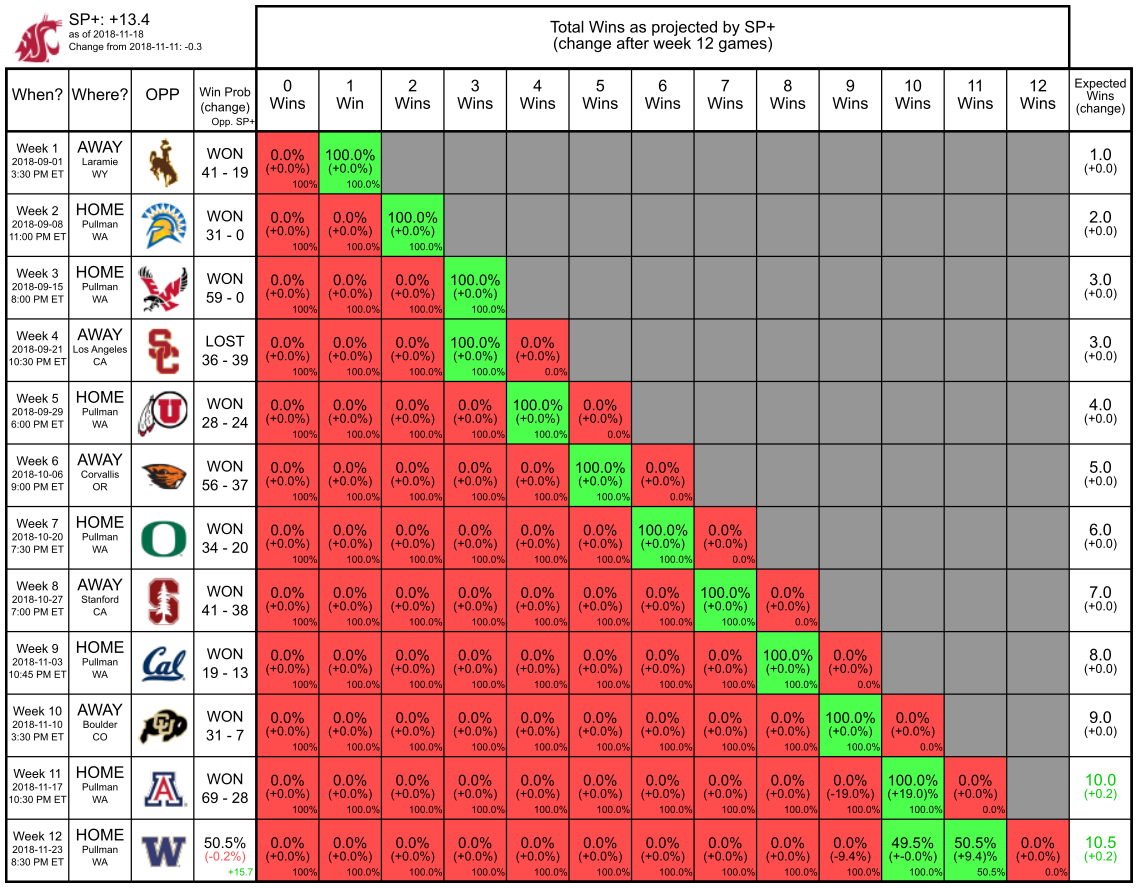 SP+: +13.4
as of 2018-11-18
Change from 2018-11-11: -0.3
Total Wins as projected by SP+
(change after week 12 games)
When? Where? OPP Win Prob (change) Opp. SP+ 0 Wins 1 Win 2 Wins 3 Wins 4 Wins 5 Wins 6 Wins 7 Wins 8 Wins 9 Wins 10 Wins 11 Wins 12 Wins Expected Wins (change)
Week 1 AWAY WON 0.0% 100.0% 1.0
2018-09-01 Laramie 41 - 19 (+0.0%) (+0.0%) (+0.0)
3:30 PM ET WY 100% 100.0%
Week 2 HOME WON 0.0% 0.0% 100.0% 2.0
2018-09-08 Pullman 31 - 0 (+0.0%) (+0.0%) (+0.0%) (+0.0)
11:00 PM ET WA 100% 100.0% 100.0%
Week 3 HOME WON 0.0% 0.0% 0.0% 100.0% 3.0
2018-09-15 Pullman 59 - 0 (+0.0%) (+0.0%) (+0.0%) (+0.0%) (+0.0)
8:00 PM ET WA 100% 100.0% 100.0% 100.0%
Week 4 AWAY SC LOST 0.0% 0.0% 0.0% 100.0% 0.0% 3.0
2018-09-21 Los Angeles 36 - 39 (+0.0%) (+0.0%) (+0.0%) (+0.0%) (+0.0%) (+0.0)
10:30 PM ET CA 100% 100.0% 100.0% 100.0% 0.0%
Week 5 HOME U WON 0.0% 0.0% 0.0% 0.0% 100.0% 0.0% 4.0
2018-09-29 Pullman 28 - 24 (+0.0%) (+0.0%) (+0.0%) (+0.0%) (+0.0%) (+0.0%) (+0.0)
6:00 PM ET WA 100% 100.0% 100.0% 100.0% 100.0% 0.0%
Week 6 AWAY WON 0.0% 0.0% 0.0% 0.0% 0.0% 100.0% 0.0% 5.0
2018-10-06 Corvallis 56 - 37 (+0.0%) (+0.0%) (+0.0%) (+0.0%) (+0.0%) (+0.0%) (+0.0%) (+0.0)
9:00 PM ET OR 100% 100.0% 100.0% 100.0% 100.0% 100.0% 0.0%
Week 7 HOME O WON 0.0% 0.0% 0.0% 0.0% 0.0% 0.0% 100.0% 0.0% 6.0
2018-10-20 Pullman 34 - 20 (+0.0%) (+0.0%) (+0.0%) (+0.0%) (+0.0%) (+0.0%) (+0.0%) (+0.0%) (+0.0)
7:30 PM ET WA 100% 100.0% 100.0% 100.0% 100.0% 100.0% 100.0% 0.0%
Week 8 AWAY S WON 0.0% 0.0% 0.0% 0.0% 0.0% 0.0% 0.0% 100.0% 0.0% 7.0
2018-10-27 Stanford 41 - 38 (+0.0%) (+0.0%) (+0.0%) (+0.0%) (+0.0%) (+0.0%) (+0.0%) (+0.0%) (+0.0%) (+0.0)
7:00 PM ET CA 100% 100.0% 100.0% 100.0% 100.0% 100.0% 100.0% 100.0% 0.0%
Week 9 HOME Cal WON 0.0% 0.0% 0.0% 0.0% 0.0% 0.0% 0.0% 0.0% 100.0% 0.0% 8.0
2018-11-03 Pullman 19 - 13 (+0.0%) (+0.0%) (+0.0%) (+0.0%) (+0.0%) (+0.0%) (+0.0%) (+0.0%) (+0.0%) (+0.0%) (+0.0)
10:45 PM ET WA 100% 100.0% 100.0% 100.0% 100.0% 100.0% 100.0% 100.0% 100.0% 0.0%
Week 10 AWAY CU WON 0.0% 0.0% 0.0% 0.0% 0.0% 0.0% 0.0% 0.0% 0.0% 100.0% 0.0% 9.0
2018-11-10 Boulder 31 - 7 (+0.0%) (+0.0%) (+0.0%) (+0.0%) (+0.0%) (+0.0%) (+0.0%) (+0.0%) (+0.0%) (+0.0%) (+0.0%) (+0.0)
3:30 PM ET CO 100% 100.0% 100.0% 100.0% 100.0% 100.0% 100.0% 100.0% 100.0% 100.0% 0.0%
Week 11 HOME A WON 0.0% 0.0% 0.0% 0.0% 0.0% 0.0% 0.0% 0.0% 0.0% 0.0% 100.0% 0.0% 10.0
2018-11-17 Pullman 69 - 28 (+0.0%) (+0.0%) (+0.0%) (+0.0%) (+0.0%) (+0.0%) (+0.0%) (+0.0%) (+0.0%) (-19.0%) (+19.0)% (+0.0%) (+0.2)
10:30 PM ET WA 100% 100.0% 100.0% 100.0% 100.0% 100.0% 100.0% 100.0% 100.0% 100.0% 100.0% 0.0%
Week 12 HOME W 50.5% 0.0% 0.0% 0.0% 0.0% 0.0% 0.0% 0.0% 0.0% 0.0% 0.0% 49.5% 50.5% 0.0% 10.5
2018-11-23 Pullman (-0.2%) (+0.0%) (+0.0%) (+0.0%) (+0.0%) (+0.0%) (+0.0%) (+0.0%) (+0.0%) (+0.0%) (-9.4%) (+-0.0%) (+9.4)% (+0.0%) (+0.2)
8:30 PM ET WA +15.7 100% 100.0% 100.0% 100.0% 100.0% 100.0% 100.0% 100.0% 100.0% 100.0% 100.0% 50.5% 0.0%